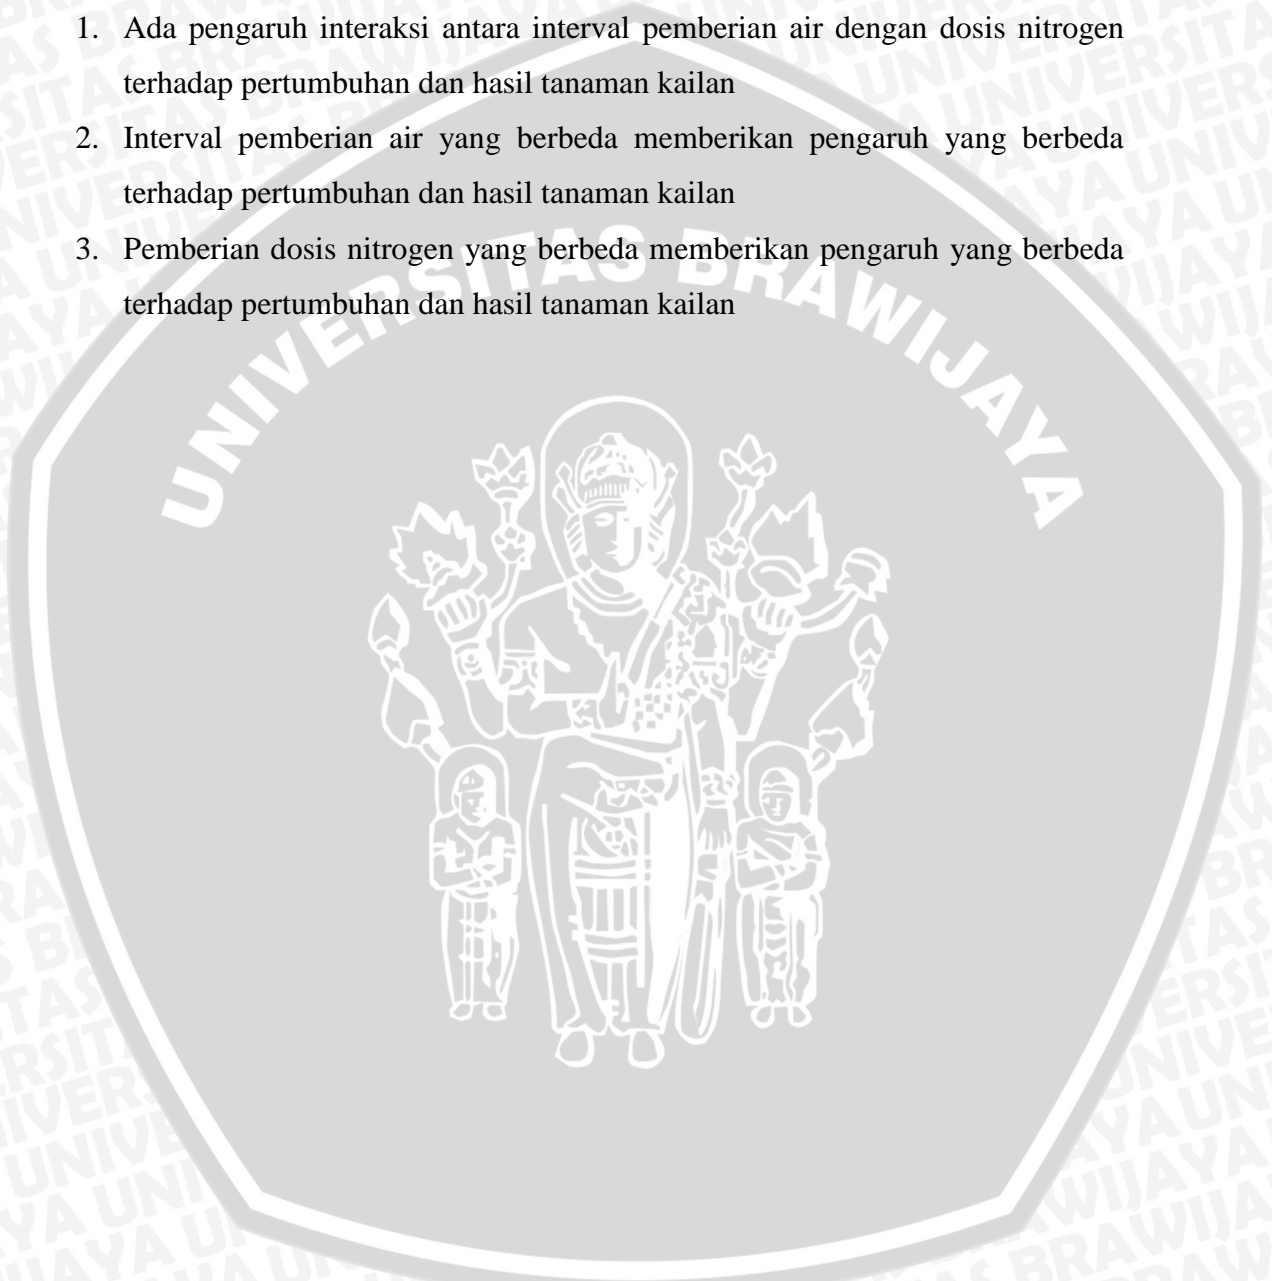 1. Ada pengaruh interaksi antara interval pemberian air dengan dosis nitrogen
terhadap pertumbuhan dan hasil tanaman kailan
2. Interval pemberian air yang berbeda memberikan pengaruh yang berbeda
terhadap pertumbuhan dan hasil tanaman kailan
3. Pemberian dosis nitrogen yang berbeda memberikan pengaruh yang berbeda
terhadap pertumbuhan dan hasil tanaman kailan
UNIVERSITAS BRAWIJAYA